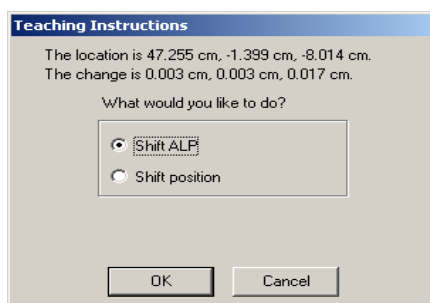 Teaching Instructions
The location is 47.255 cm, -1.399 cm, -8.014 cm.
The change is 0.003 cm, 0.003 cm, 0.017 cm.
What would you like to do?
Shift ALP
Shift position
OK Cancel